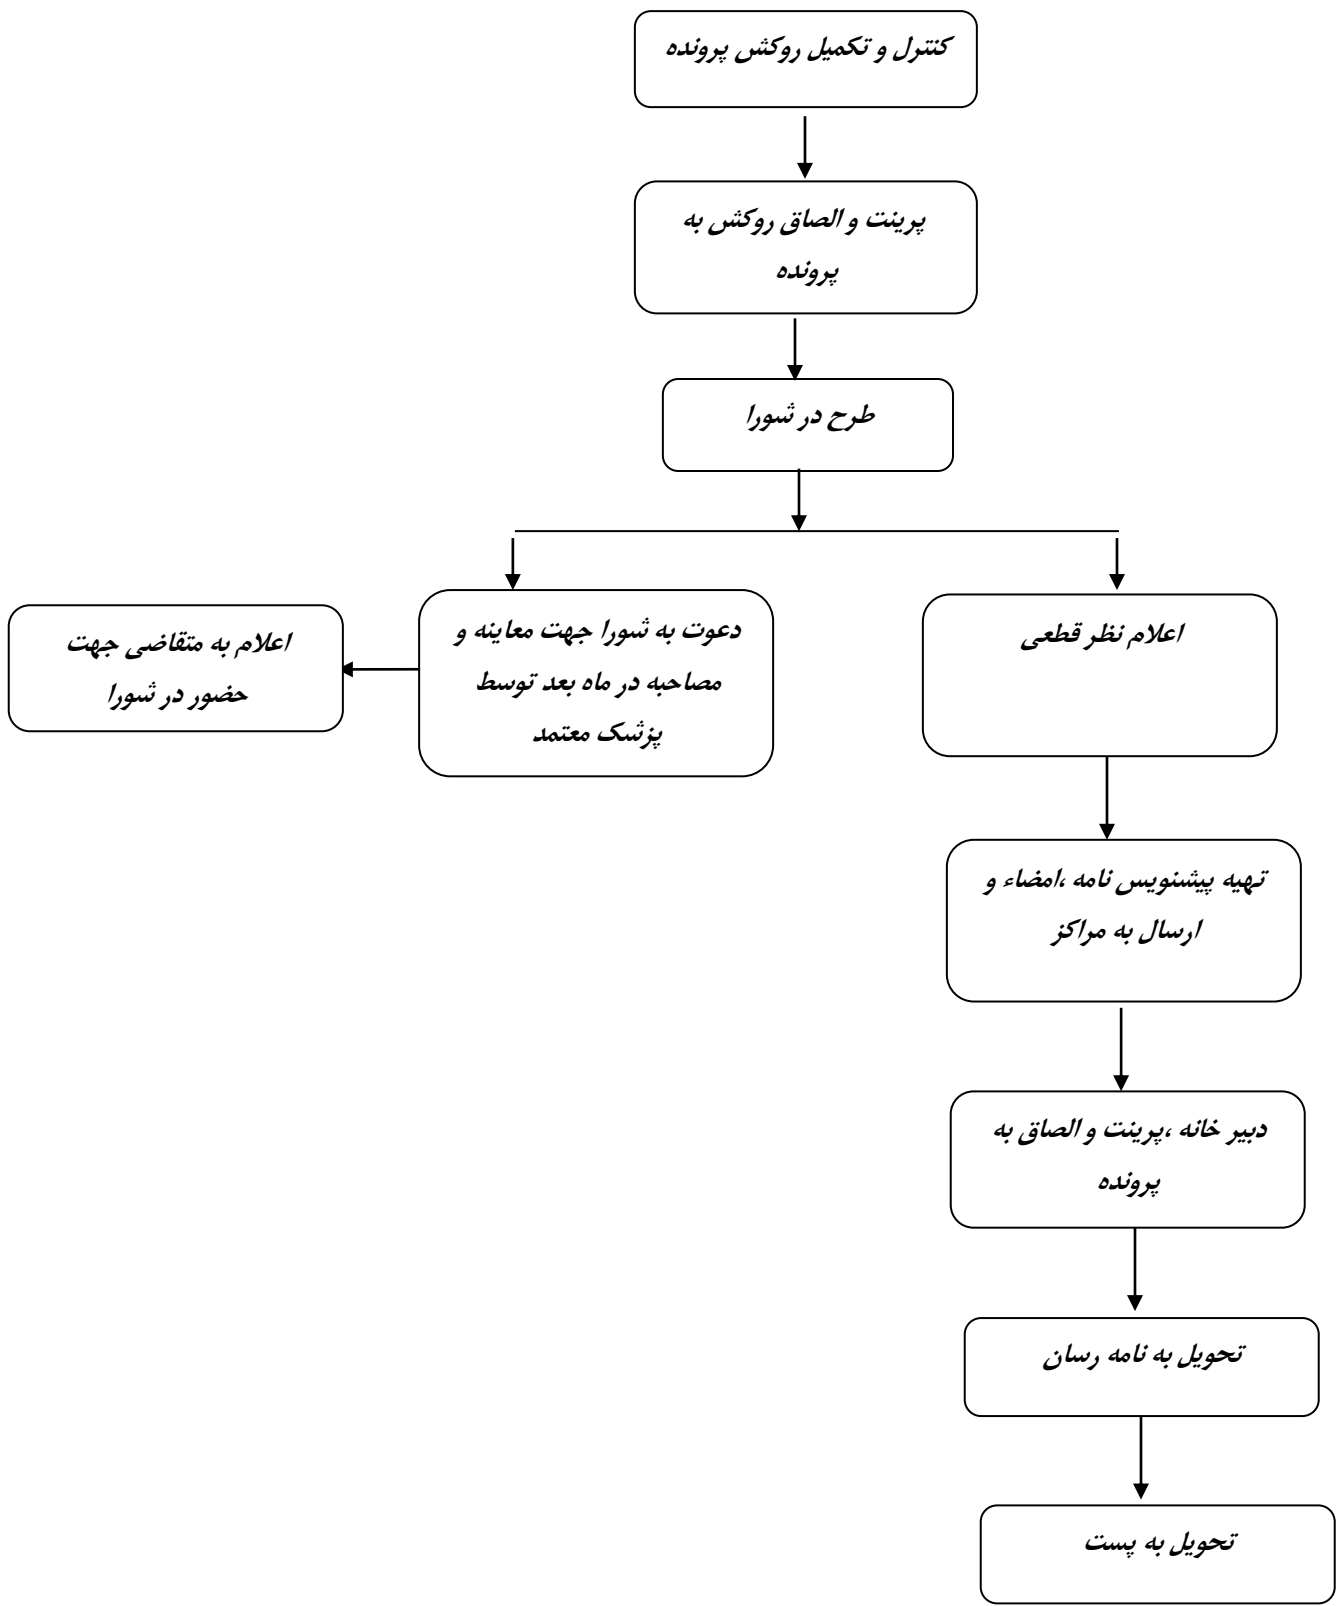 کنترل و تکمیل روکش پرونده
پرینت و الصاق روکش به
پرونده
طرح در شورا
اعلام نظر قطعی
دعوت به شورا جهت معاینه و
مصاحبه در ماه بعد توسط
پزشک معتمد
اعلام به متقاضی جهت
حضور در شورا
تهیه پیشنویس نامه ،امضاء و
ارسال به مراکز
دبیر خانه ،پرینت و الصاق به
پرونده
تحویل به نامه رسان
تحویل به پست